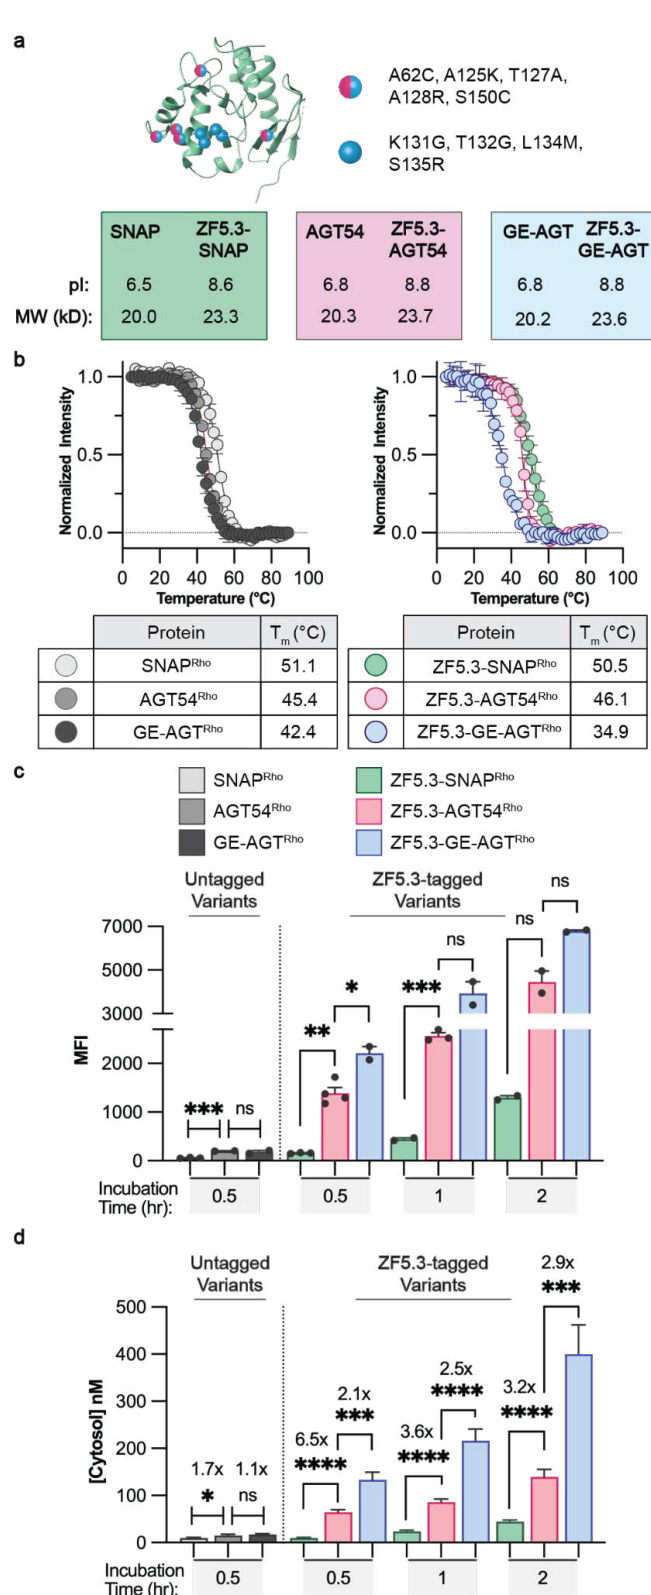 a
A62C, A125K, T127A,
A128R, S150C
K131G, T132G, L134M,
S135R
SNAP ZF5.3-SNAP AGT54 ZF5.3-AGT54 GE-AGT ZF5.3-GE-AGT
pI: 6.5 8.6 6.8 8.8 6.8 8.8
MW (kD): 20.0 23.3 20.3 23.7 20.2 23.6
b
Normalized Intensity
1.0
0.5
0.0
0 20 40 60 80 100
Temperature (°C)
Normalized Intensity
1.0
0.5
0.0
0 20 40 60 80 100
Temperature (°C)
Protein Tm (°C)
SNAPRho 51.1
AGT54Rho 45.4
GE-AGTRho 42.4
Protein Tm (°C)
ZF5.3-SNAPRho 50.5
ZF5.3-AGT54Rho 46.1
ZF5.3-GE-AGTRho 34.9
c
SNAPRho ZF5.3-SNAPRho
AGT54Rho ZF5.3-AGT54Rho
GE-AGTRho ZF5.3-GE-AGTRho
Untagged
Variants
ZF5.3-tagged
Variants
MFI
7000
5000
3000
2000
1000
0
*** ns
** *
*** ns
ns ns
Incubation
Time (hr):
0.5 0.5 1 2
d
Untagged
Variants
ZF5.3-tagged
Variants
[Cytosol] nM
500
400
300
200
100
0
1.7x 1.1x
* ns
6.5x 2.1x
**** ***
3.6x 2.5x
**** ****
3.2x 2.9x
**** ***
Incubation
Time (hr):
0.5 0.5 1 2